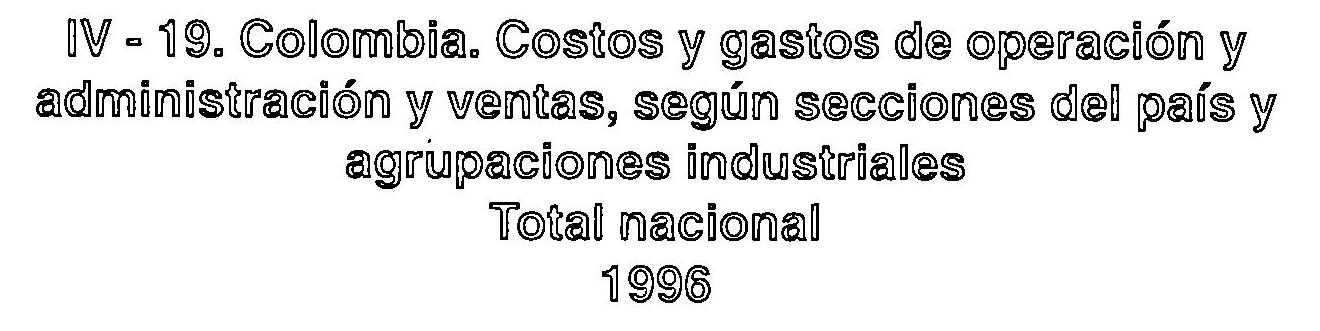 IV - 19. Colombia. Costos y gastos de operación y
administración y ventas, según secciones del país y
agrupaciones industriales
Total nacional
1996